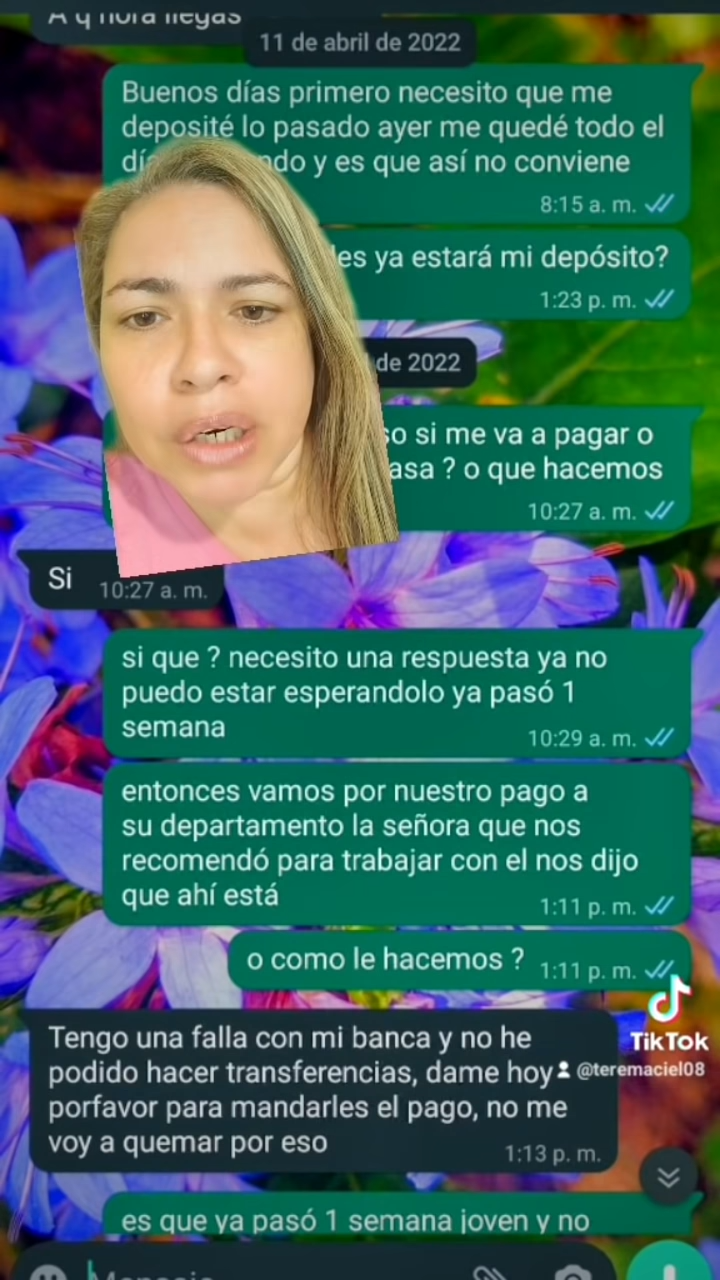 A q hora llegas
11 de abril de 2022
Buenos días primero necesito que me
deposité lo pasado ayer me quedé todo el
ndo y es que así no conviene
8:15 a. m.
les ya estará mi depósito?
1:23 p. m.
de 2022
so si me va a pagar o
asa ? o que hacemos
10:27 a. m.
Si
10:27 a. m.
si que ? necesito una respuesta ya no
puedo estar esperandolo ya pasó 1
semana
10:29 a. m.
entonces vamos por nuestro pago a
su departamento la señora que nos
recomendó para trabajar con el nos dijo
que ahí está
1:11 p. m.
o como le hacemos ?
1:11 p. m.
Tengo una falla con mi banca y no he
podido hacer transferencias, dame hoy
porfavor para mandarles el pago, no me
voy a quemar por eso
1:13 p. m.
TikTok
@teremaciel08
es que ya pasó 1 semana joven y no
Mensaje